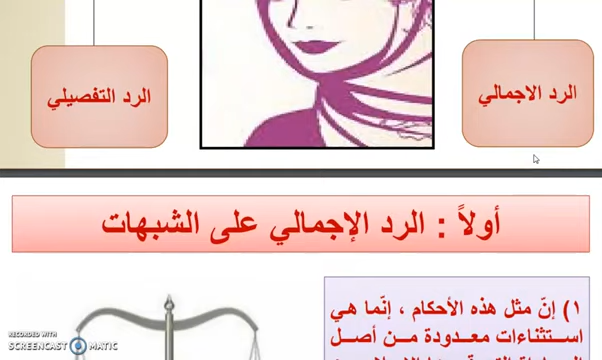 الرد الاجمالي
الرد التفصيلي
أولاً : الرد الإجمالي على الشبهات
١) إنّ مثل هذه الأحكام ، إنّما هي
استثناءات معدودة من أصل
RECORDED WITH
SCREENCAST MATIC